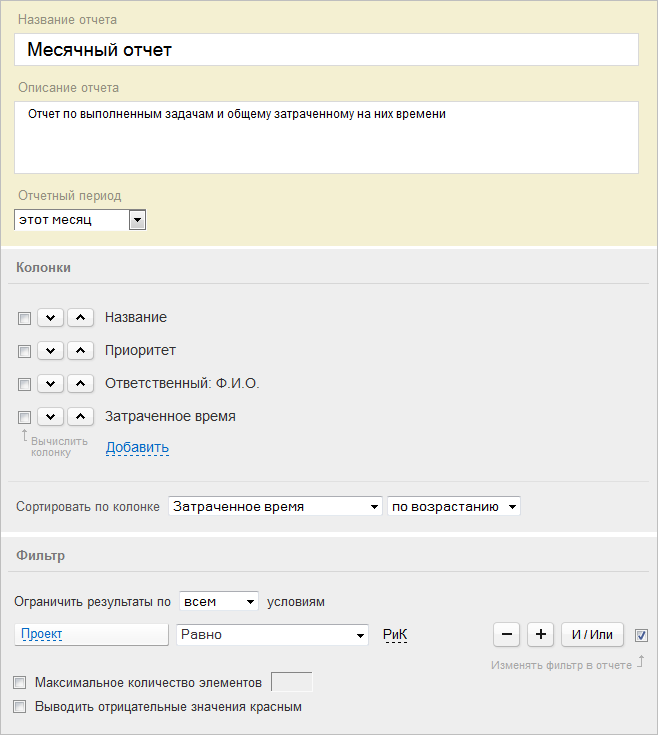 Название отчета
Месячный отчет
Описание отчета
Отчет по выполненным задачам и общему затраченному на них времени
Отчетный период
этот месяц
Колонки
Название
Приоритет
Ответственный: Ф.И.О.
Затраченное время
Вычислить
колонку
Добавить
Сортировать по колонке Затраченное время по возрастанию
Фильтр
Ограничить результаты по всем условиям
Проект Равно РиК И / Или
Изменять фильтр в отчете
Максимальное количество элементов
Выводить отрицательные значения красным